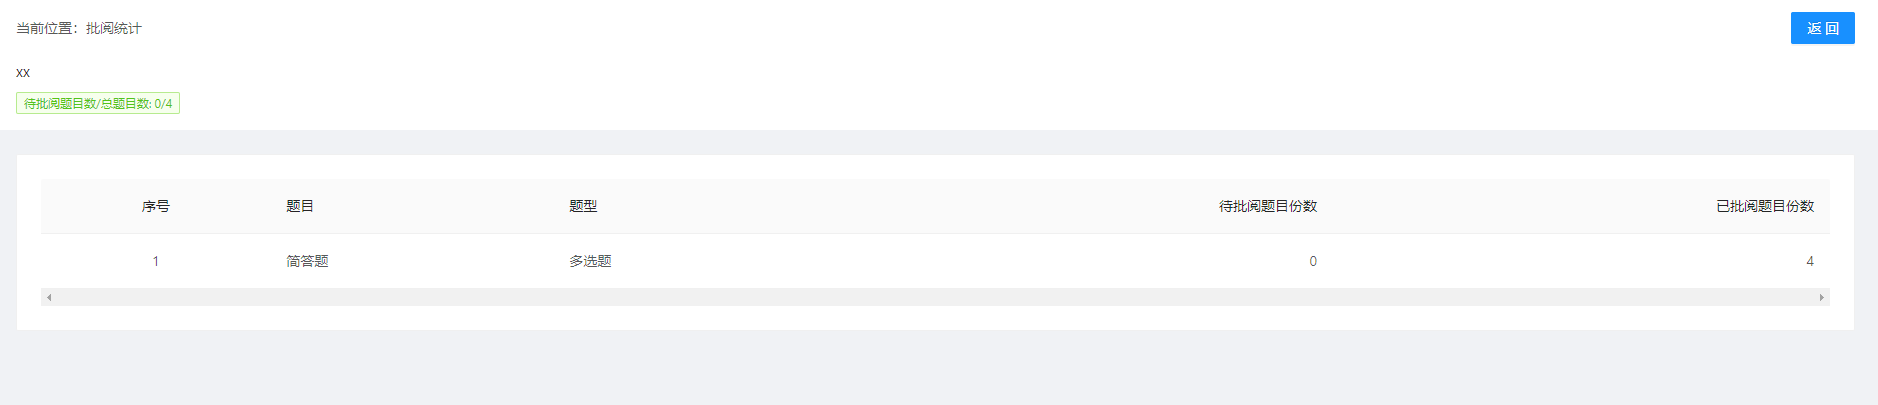 当前位置：批阅统计
返 回
xx
待批阅题目数/总题目数: 0/4
序号 题目 题型 待批阅题目份数 已批阅题目份数
1 简答题 多选题 0 4